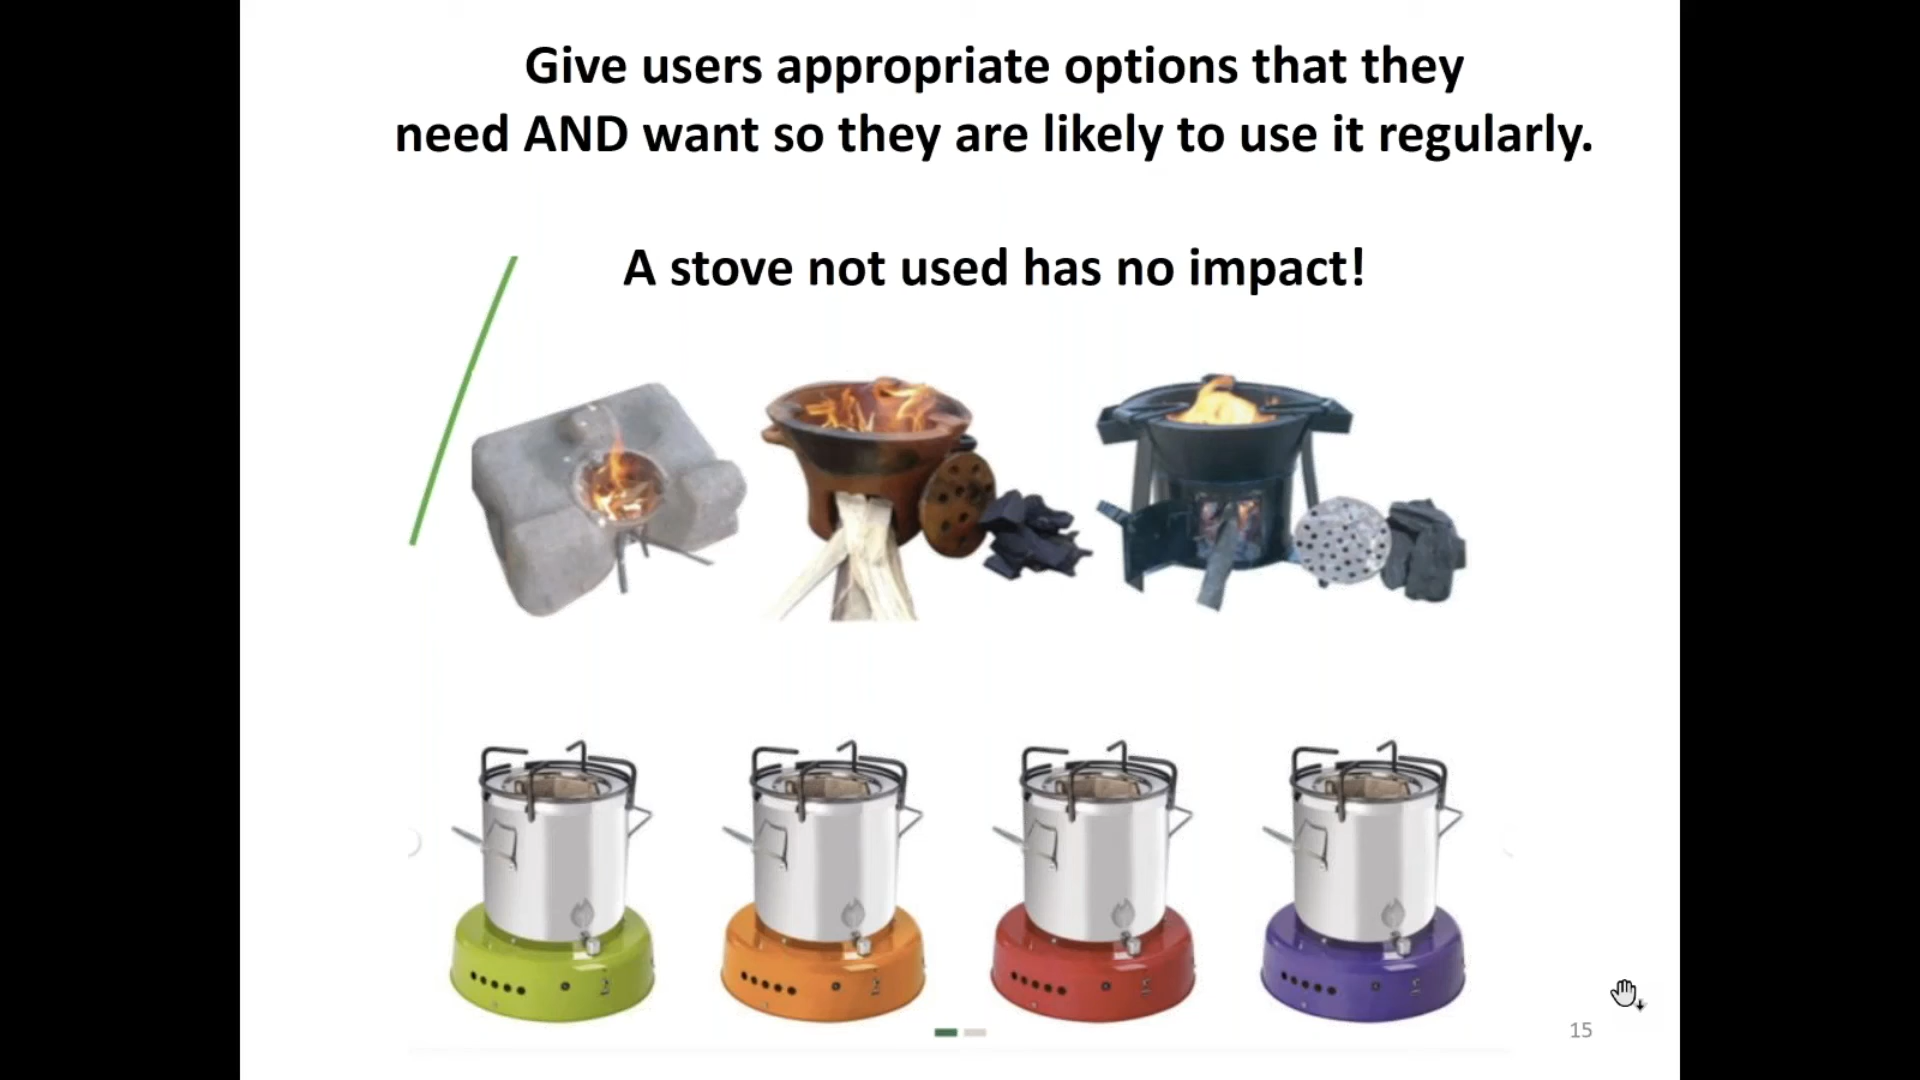 Give users appropriate options that they
need AND want so they are likely to use it regularly.
A stove not used has no impact!
15